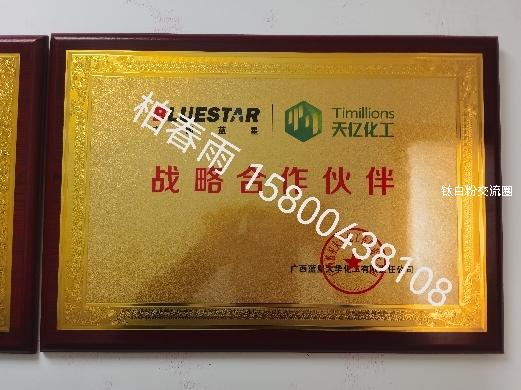 BLUESTAR
蓝星
Timillions
天亿化工
战略合作伙伴
广西蓝星大华化工有限责任公司
柏春雨 15800438108
钛白粉交流圈